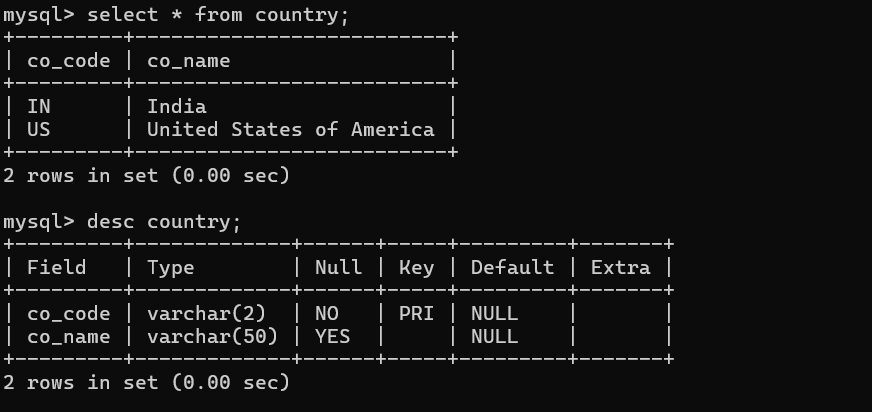 mysql> select * from country;
+---------+--------------------------+
| co_code | co_name                  |
+---------+--------------------------+
| IN      | India                    |
| US      | United States of America |
+---------+--------------------------+
2 rows in set (0.00 sec)
mysql> desc country;
+---------+-------------+------+-----+---------+-------+
| Field   | Type        | Null | Key | Default | Extra |
+---------+-------------+------+-----+---------+-------+
| co_code | varchar(2)  | NO   | PRI | NULL    |       |
| co_name | varchar(50) | YES  |     | NULL    |       |
+---------+-------------+------+-----+---------+-------+
2 rows in set (0.00 sec)